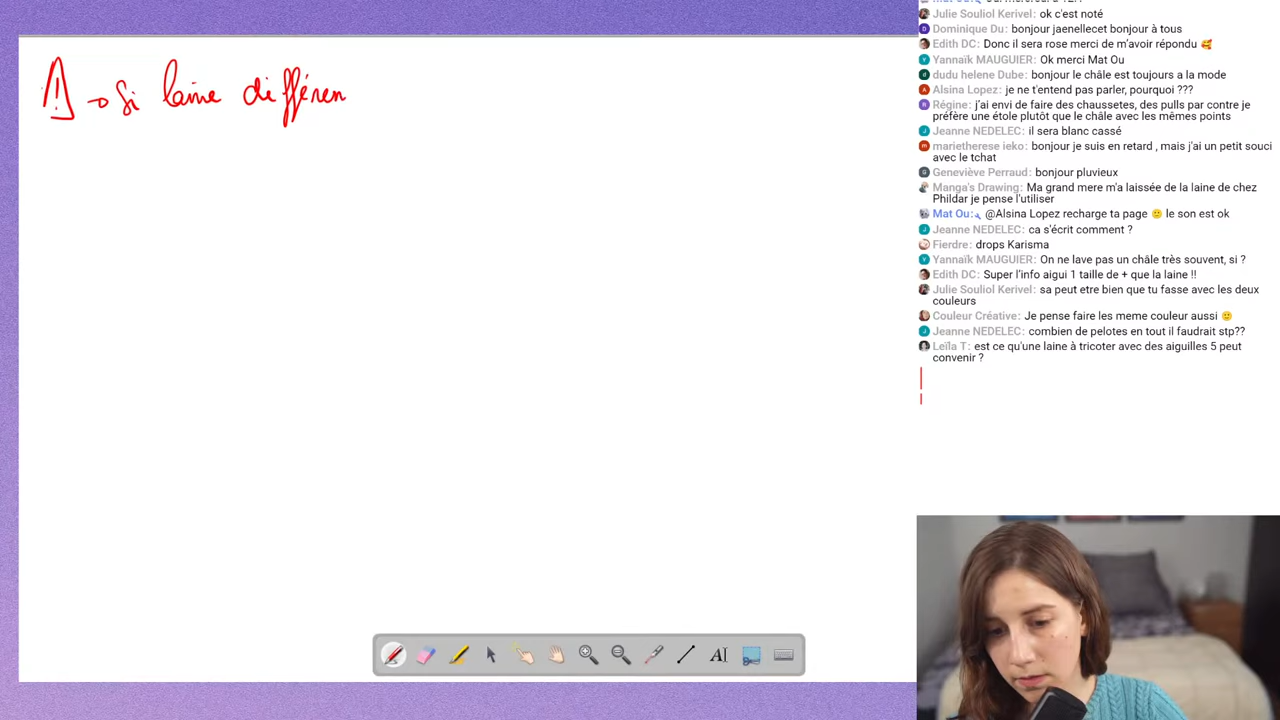 ⚠ → Si laine différen
Julie Souliol Kerivel: ok c'est noté
Dominique Du: bonjour jaenellecet bonjour à tous
Edith DC: Donc il sera rose merci de m'avoir répondu 🥰
Yannaïk MAUGUIER: Ok merci Mat Ou
dudu helene Dube: bonjour le châle est toujours a la mode
Alsina Lopez: je ne t'entend pas parler, pourquoi ???
Régine: j'ai envi de faire des chaussetes, des pulls par contre je
préfère une étole plutôt que le châle avec les mêmes points
Jeanne NEDELEC: il sera blanc cassé
marietherese ieko: bonjour je suis en retard , mais j'ai un petit souci
avec le tchat
Geneviève Perraud: bonjour pluvieux
Manga's Drawing: Ma grand mere m'a laissée de la laine de chez
Phildar je pense l'utiliser
Mat Ou: @Alsina Lopez recharge ta page 🙂 le son est ok
Jeanne NEDELEC: ca s'écrit comment ?
Fierdre: drops Karisma
Yannaïk MAUGUIER: On ne lave pas un châle très souvent, si ?
Edith DC: Super l'info aigui 1 taille de + que la laine !!
Julie Souliol Kerivel: sa peut etre bien que tu fasse avec les deux
couleurs
Couleur Créative: Je pense faire les meme couleur aussi 🙂
Jeanne NEDELEC: combien de pelotes en tout il faudrait stp??
Leïla T: est ce qu'une laine à tricoter avec des aiguilles 5 peut
convenir ?